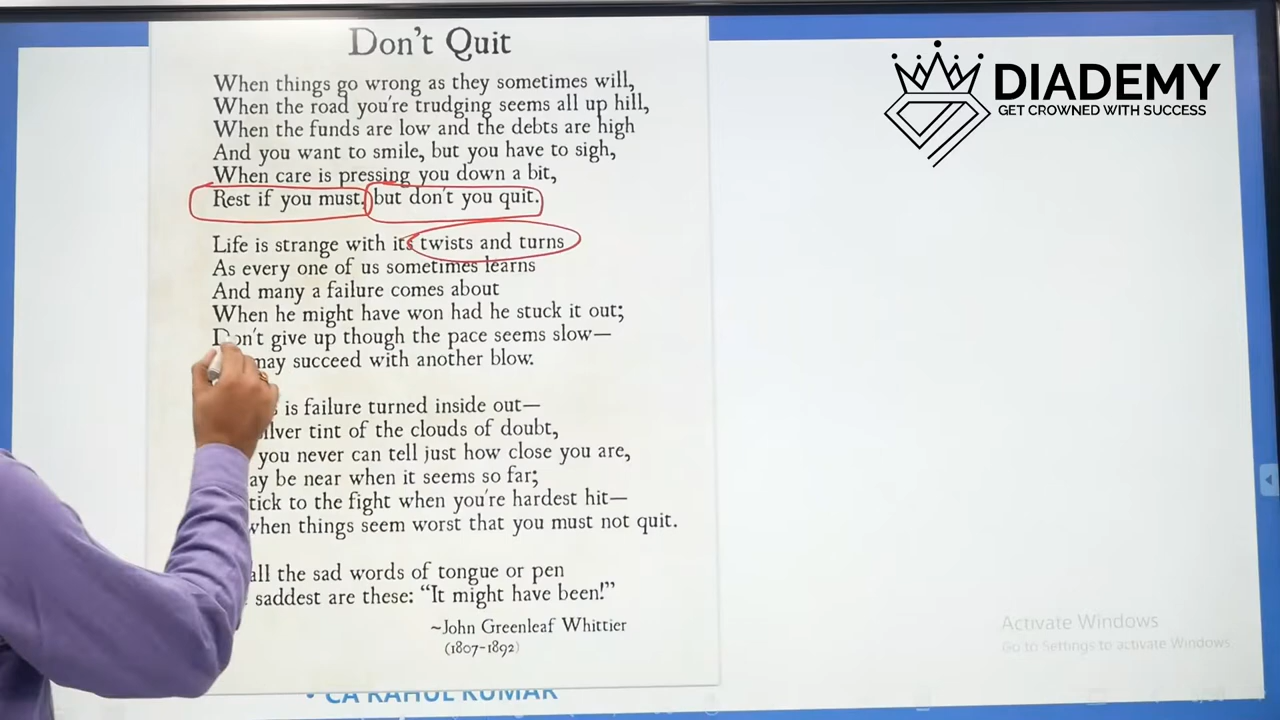 Don't Quit
When things go wrong as they sometimes will,
When the road you're trudging seems all up hill,
When the funds are low and the debts are high
And you want to smile, but you have to sigh,
When care is pressing you down a bit,
Rest if you must, but don't you quit.
Life is strange with its twists and turns
As every one of us sometimes learns
And many a failure comes about
When he might have won had he stuck it out;
Don't give up though the pace seems slow—
may succeed with another blow.
is failure turned inside out—
tint of the clouds of doubt,
you never can tell just how close you are,
be near when it seems so far;
to the fight when you're hardest hit—
when things seem worst that you must not quit.
all the sad words of tongue or pen
saddest are these: "It might have been!"
~John Greenleaf Whittier
(1807-1892)
• CA RAHUL KUMAR
DIADEMY
GET CROWNED WITH SUCCESS
Activate Windows
Go to Settings to activate Windows.